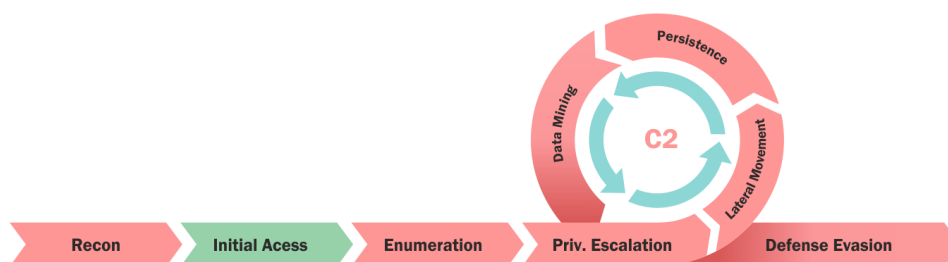 Persistence
Data Mining
C2
Lateral Movement
Recon
Initial Acess
Enumeration
Priv. Escalation
Defense Evasion